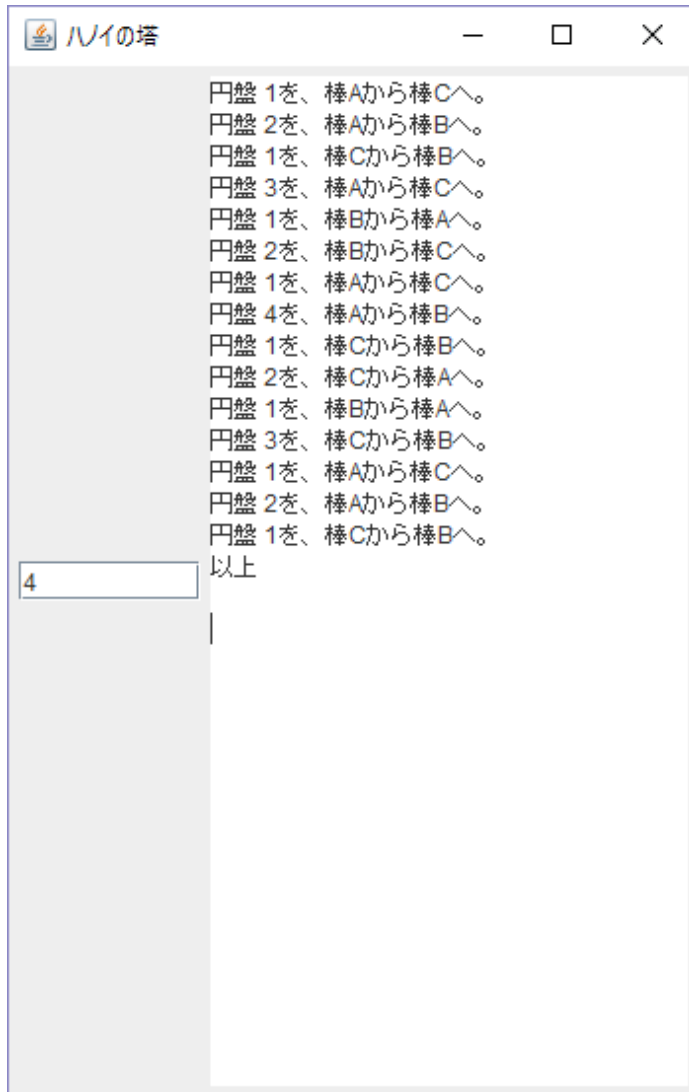 ハノイの塔
円盤 1を、棒Aから棒Cへ。
円盤 2を、棒Aから棒Bへ。
円盤 1を、棒Cから棒Bへ。
円盤 3を、棒Aから棒Cへ。
円盤 1を、棒Bから棒Aへ。
円盤 2を、棒Bから棒Cへ。
円盤 1を、棒Aから棒Cへ。
円盤 4を、棒Aから棒Bへ。
円盤 1を、棒Cから棒Bへ。
円盤 2を、棒Cから棒Aへ。
円盤 1を、棒Bから棒Aへ。
円盤 3を、棒Cから棒Bへ。
円盤 1を、棒Aから棒Cへ。
円盤 2を、棒Aから棒Bへ。
円盤 1を、棒Cから棒Bへ。
以上
4